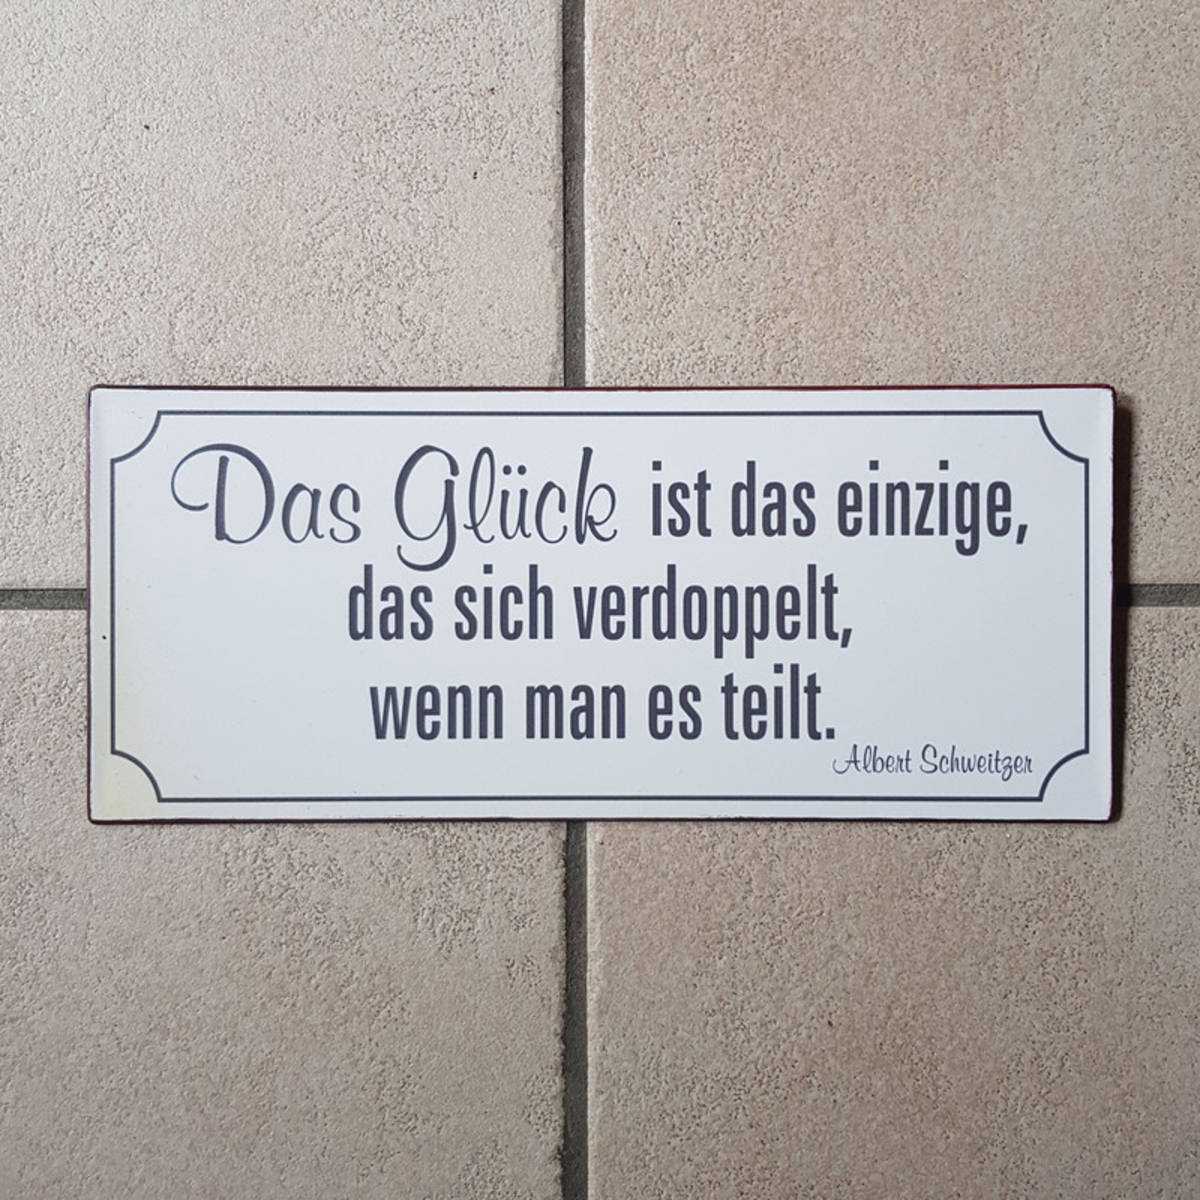 Das Glück ist das einzige,
das sich verdoppelt,
wenn man es teilt.
Albert Schweitzer